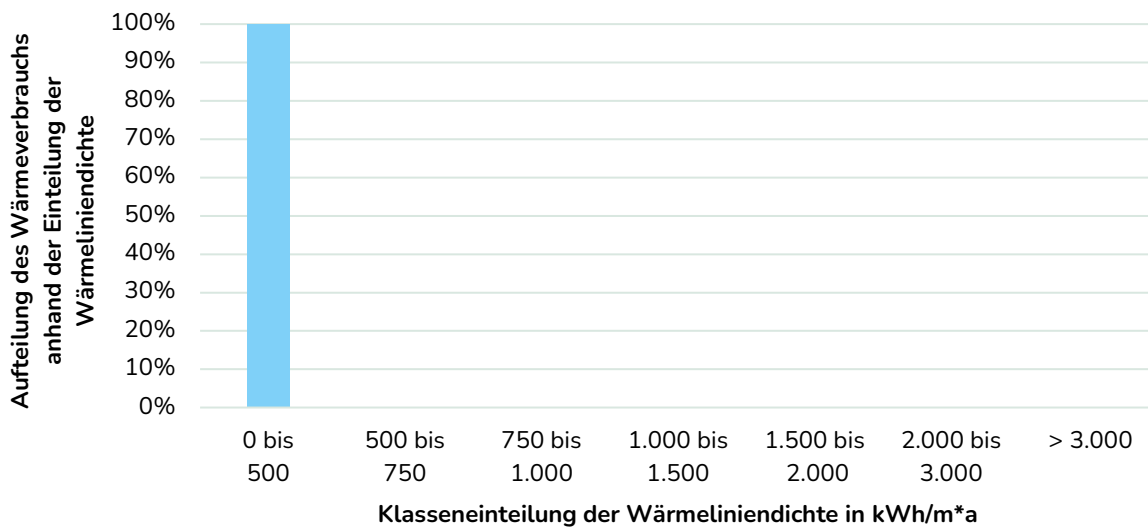 Aufteilung des Wärmeverbrauchs
anhand der Einteilung der
Wärmeliniendichte
100%
90%
80%
70%
60%
50%
40%
30%
20%
10%
0%
0 bis 500 bis 750 bis 1.000 bis 1.500 bis 2.000 bis > 3.000
500 750 1.000 1.500 2.000 3.000
Klasseneinteilung der Wärmeliniendichte in kWh/m*a